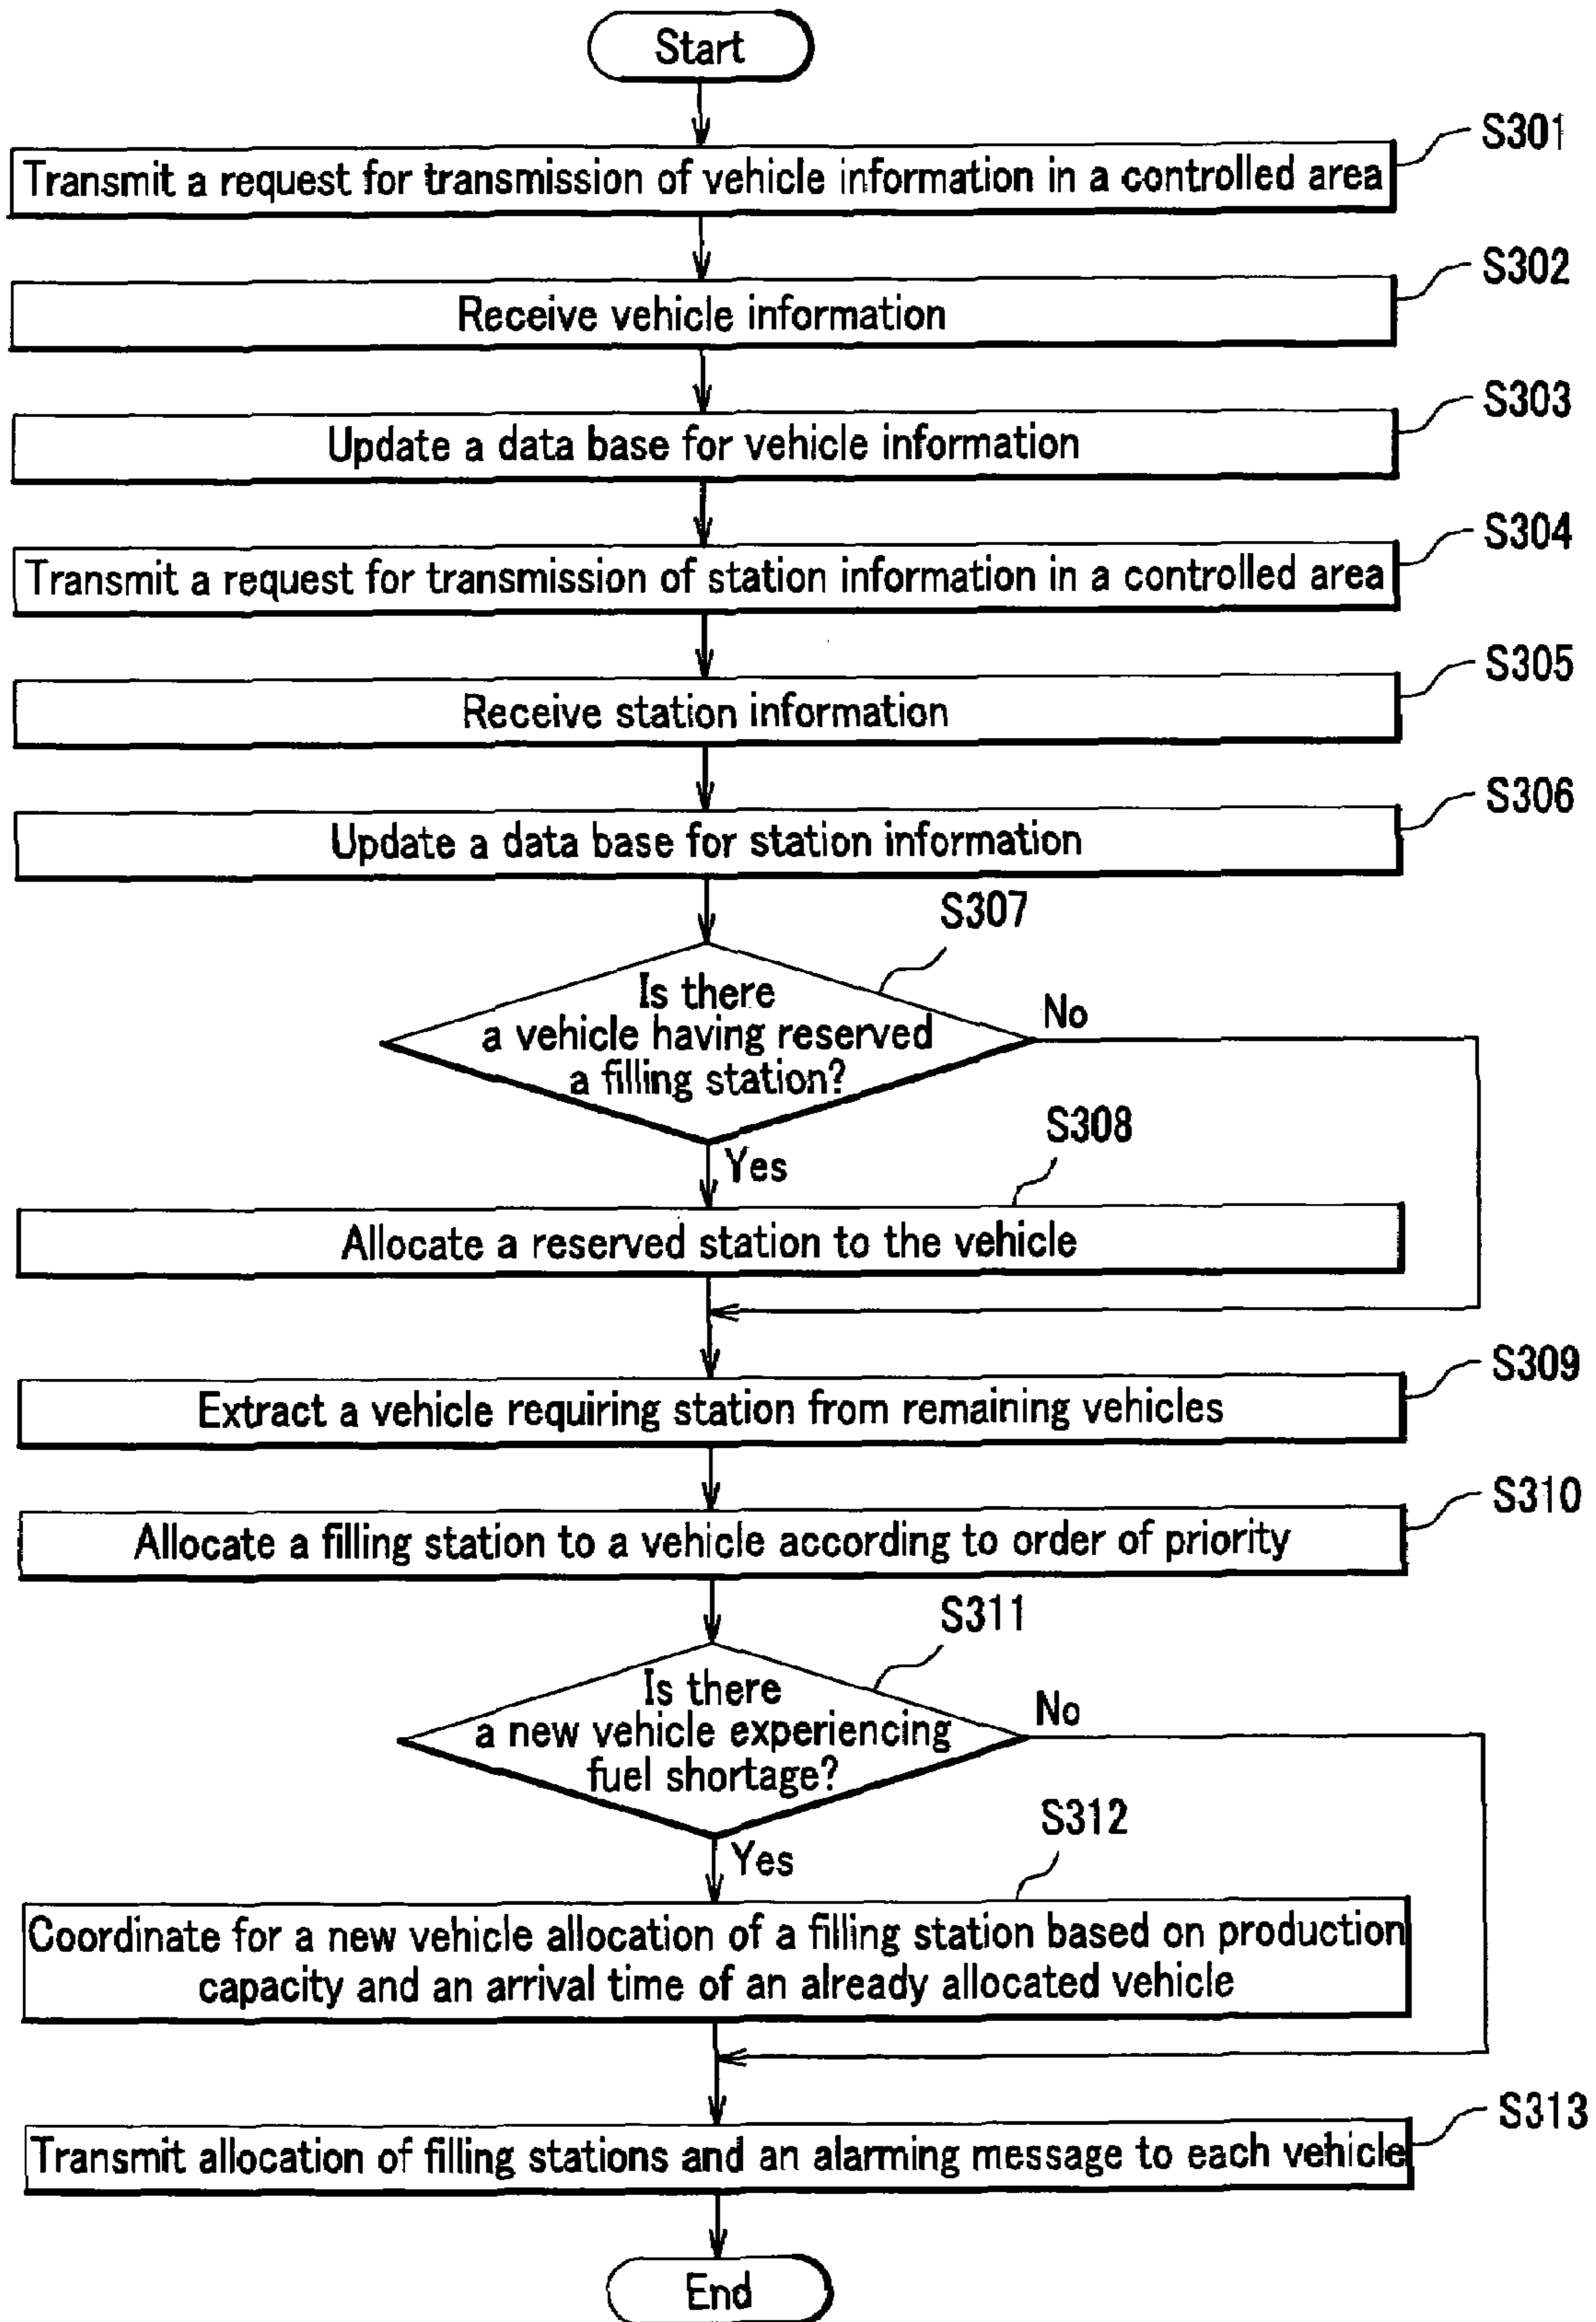 Start
S301
Transmit a request for transmission of vehicle information in a controlled area
S302
Receive vehicle information
S303
Update a data base for vehicle information
S304
Transmit a request for transmission of station information in a controlled area
S305
Receive station information
S306
Update a data base for station information
S307
Is there
a vehicle having reserved
a filling station?
No
Yes
S308
Allocate a reserved station to the vehicle
S309
Extract a vehicle requiring station from remaining vehicles
S310
Allocate a filling station to a vehicle according to order of priority
S311
Is there
a new vehicle experiencing
fuel shortage?
No
Yes
S312
Coordinate for a new vehicle allocation of a filling station based on production
capacity and an arrival time of an already allocated vehicle
S313
Transmit allocation of filling stations and an alarming message to each vehicle
End